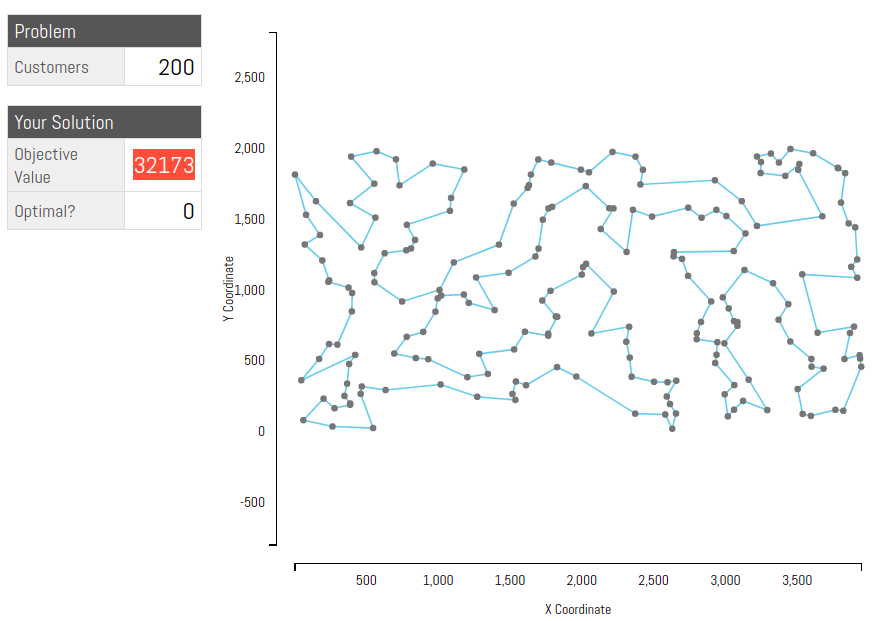 Problem
Customers 200
Your Solution
Objective Value 32173
Optimal? 0
Y Coordinate
2,500
2,000
1,500
1,000
500
0
-500
500 1,000 1,500 2,000 2,500 3,000 3,500
X Coordinate